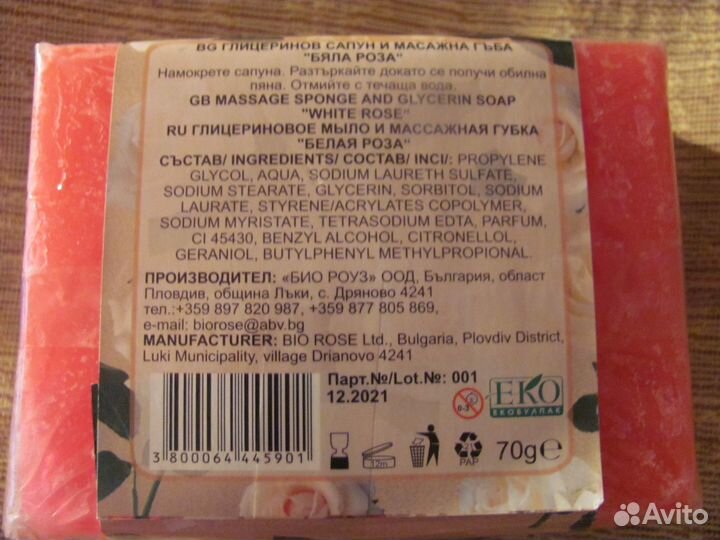 BG ГЛИЦЕРИНОВ САПУН И МАСАЖНА ГЪБА
"БЯЛА РОЗА"
Намокрете сапуна. Разтъркайте докато се получи обилна
пяна. Отмийте с течаща вода.
GB MASSAGE SPONGE AND GLYCERIN SOAP
"WHITE ROSE"
RU ГЛИЦЕРИНОВОЕ МЫЛО И МАССАЖНАЯ ГУБКА
"БЕЛАЯ РОЗА"
СЪСТАВ/ INGREDIENTS/ СОСТАВ/ INCI/: PROPYLENE
GLYCOL, AQUA, SODIUM LAURETH SULFATE,
SODIUM STEARATE, GLYCERIN, SORBITOL, SODIUM
LAURATE, STYRENE/ACRYLATES COPOLYMER,
SODIUM MYRISTATE, TETRASODIUM EDTA, PARFUM,
CI 45430, BENZYL ALCOHOL, CITRONELLOL,
GERANIOL, BUTYLPHENYL METHYLPROPIONAL.
ПРОИЗВОДИТЕЛ: «БИО РОУЗ» ООД, България, област
Пловдив, община Лъки, с. Дряново 4241
тел.:+359 897 820 987, +359 877 805 869,
e-mail: biorose@abv.bg
MANUFACTURER: BIO ROSE Ltd., Bulgaria, Plovdiv District,
Luki Municipality, village Drianovo 4241
Парт.№/Lot.№: 001
12.2021
0-3
ЕКО
ЕКОБУЛПАК
3 800064 445901
12m
21
PAP
70g℮
Avito